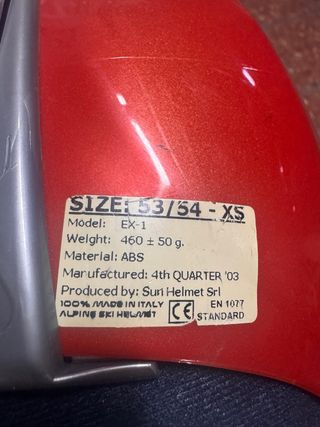 SIZE: 53/54 - XS
Model: EX-1
Weight: 460 ± 50 g.
Material: ABS
Manufactured: 4th QUARTER '03
Produced by: Sun Helmet Srl
100% MADE IN ITALY CE EN 1077
ALPINE SKI HELMET STANDARD